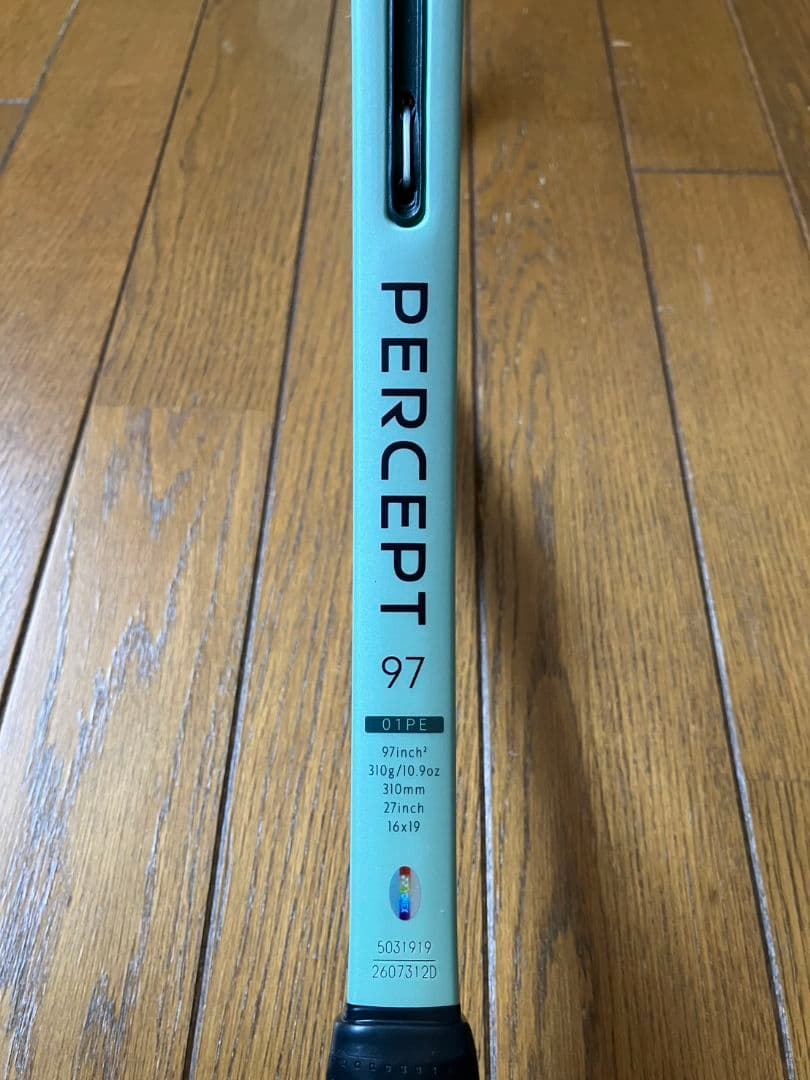 PERCEPT
97
01PE
97inch²
310g/10.9oz
310mm
27inch
16x19
5031919
2607312D